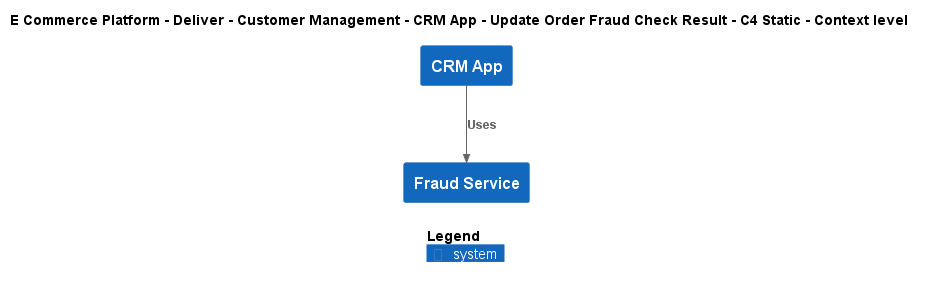 E Commerce Platform - Deliver - Customer Management - CRM App - Update Order Fraud Check Result - C4 Static - Context level
CRM App
Uses
Fraud Service
Legend
system